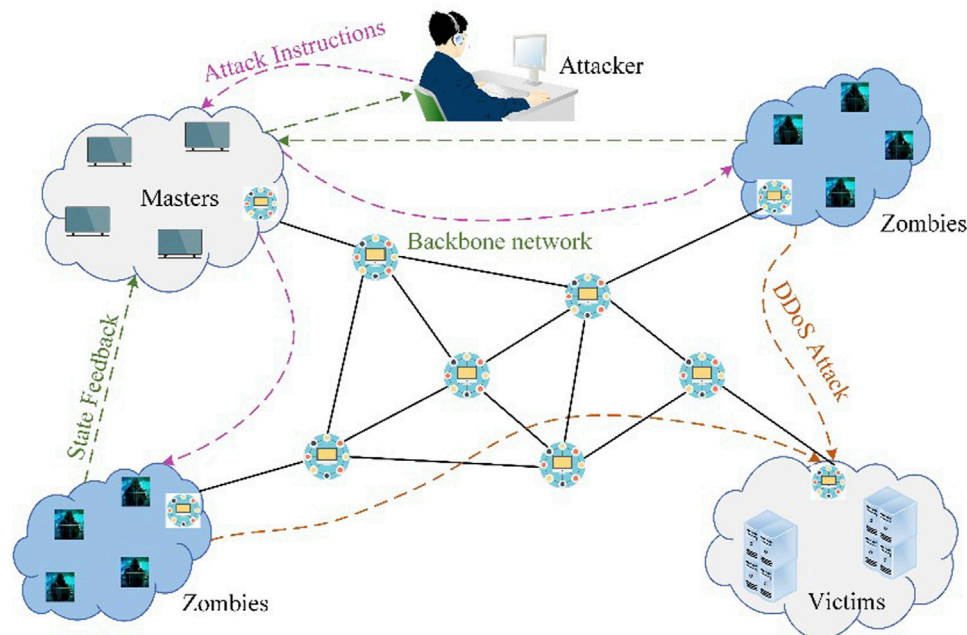 Attack Instructions
Attacker
Masters
Zombies
Backbone network
DDoS Attack
State Feedback
Zombies
Victims